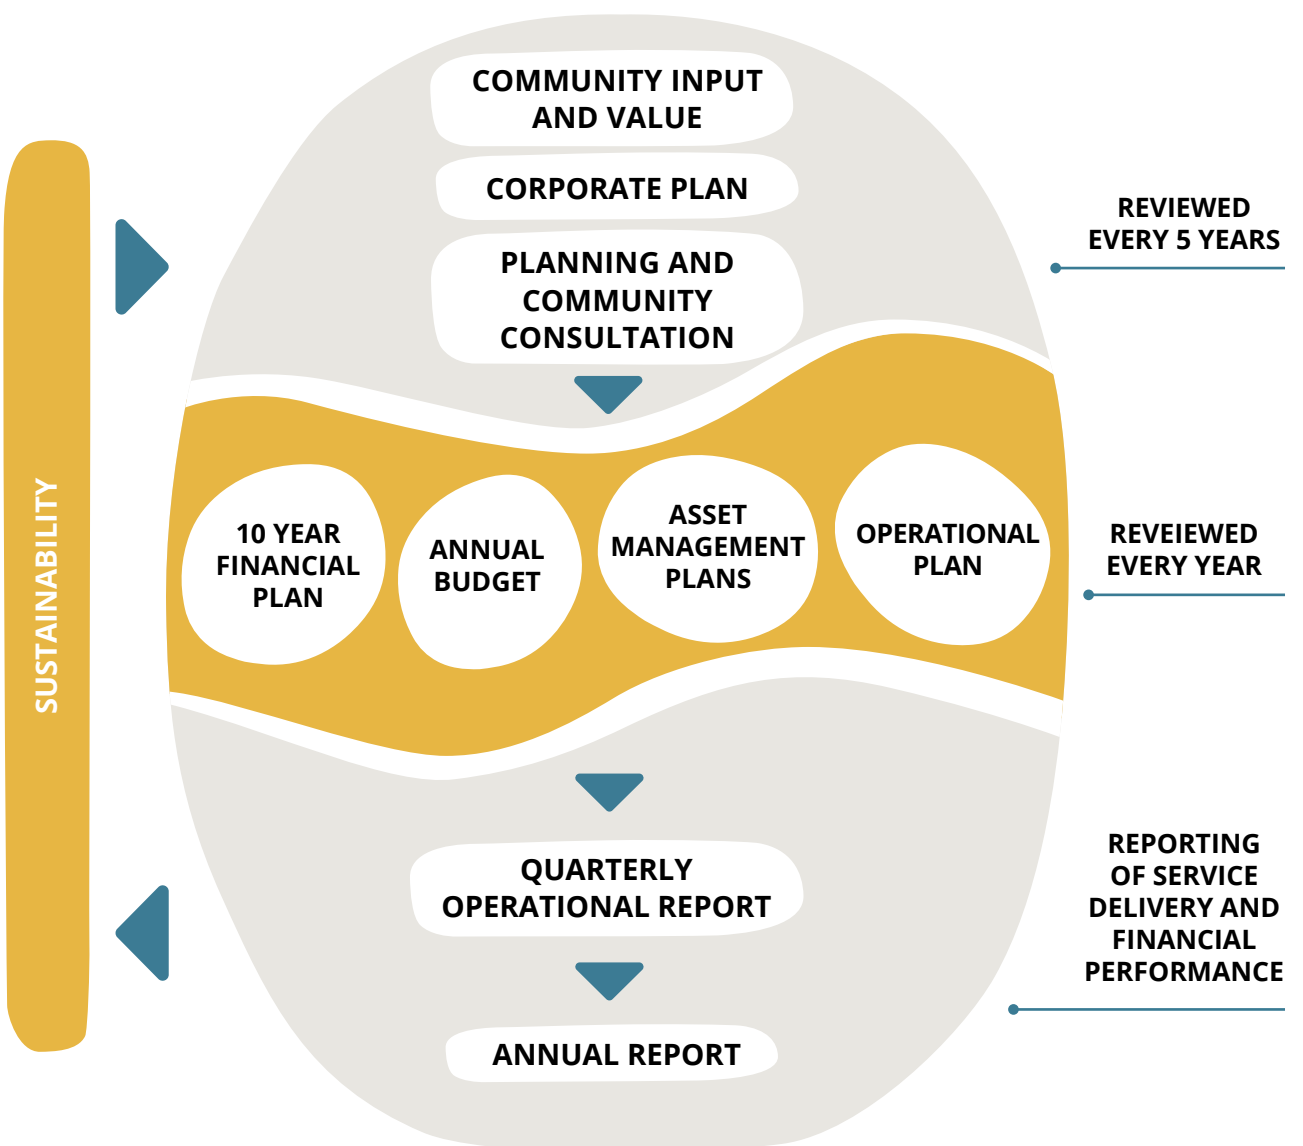 COMMUNITY INPUT
AND VALUE
CORPORATE PLAN
PLANNING AND
COMMUNITY
CONSULTATION
REVIEWED
EVERY 5 YEARS
SUSTAINABILITY
10 YEAR
FINANCIAL
PLAN
ANNUAL
BUDGET
ASSET
MANAGEMENT
PLANS
OPERATIONAL
PLAN
REVEIEWED
EVERY YEAR
QUARTERLY
OPERATIONAL REPORT
ANNUAL REPORT
REPORTING
OF SERVICE
DELIVERY AND
FINANCIAL
PERFORMANCE